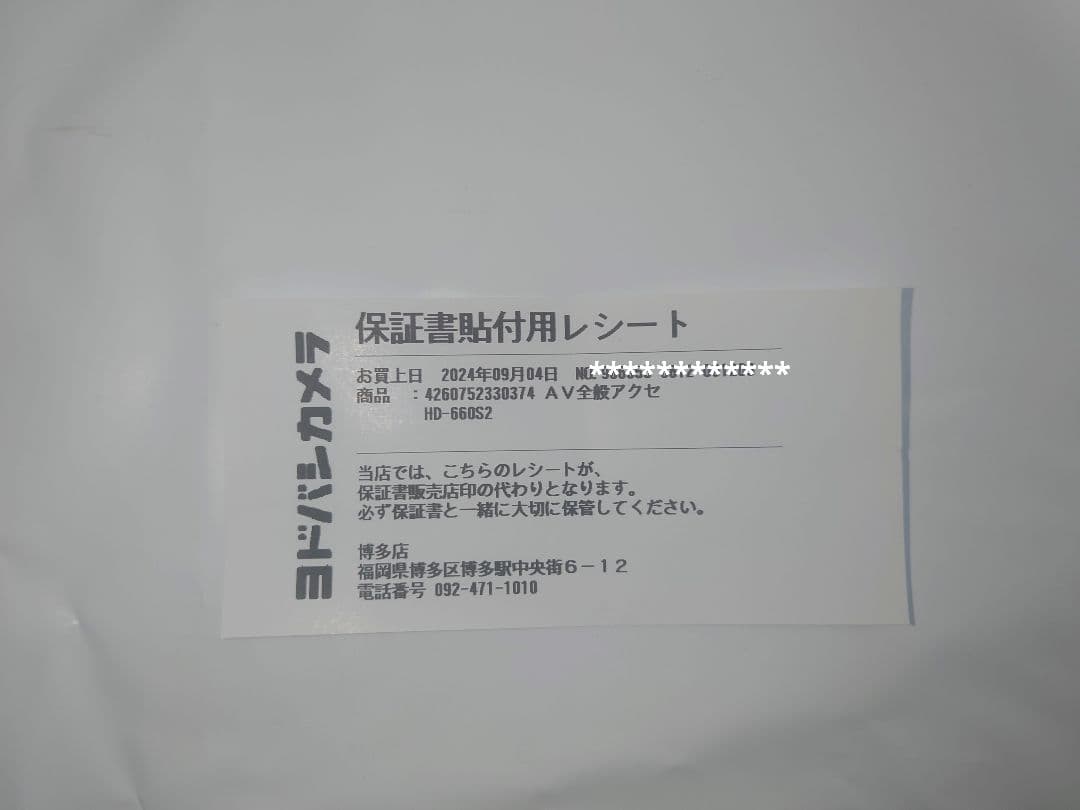 ヨドバシカメラ
保証書貼付用レシート
お買上日 2024年09月04日 NO. ************
商品 :4260752330374 AV全般アクセ
HD-660S2
当店では、こちらのレシートが、
保証書販売店印の代わりとなります。
必ず保証書と一緒に大切に保管してください。
博多店
福岡県博多区博多駅中央街6-12
電話番号 092-471-1010